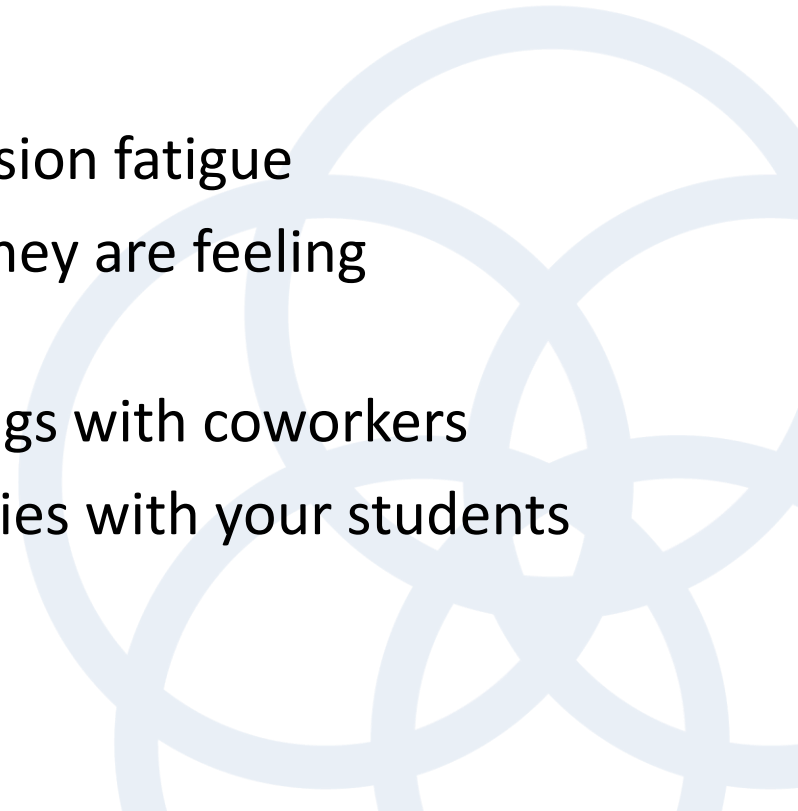 sion fatigue
hey are feeling
gs with coworkers
ies with your students